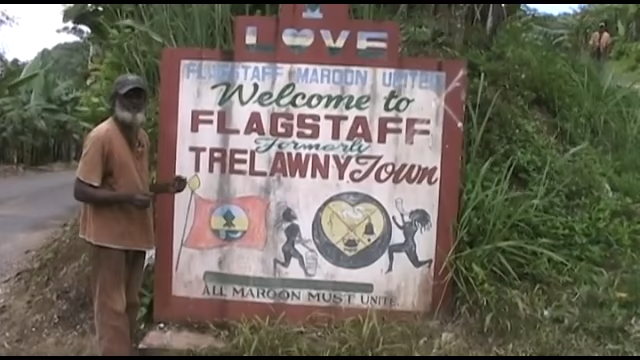 I
LOVE
FLAGSTAFF MAROON UNITED
Welcome to
FLAGSTAFF
Formerly
TRELAWNY Town
ALL MAROON MUST UNITE.